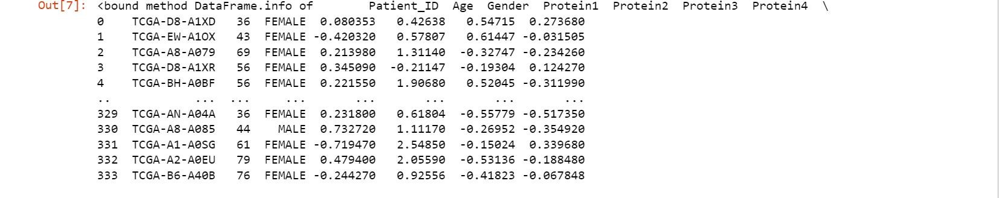 Out[7]: <bound method DataFrame.info of Patient_ID Age Gender Protein1 Protein2 Protein3 Protein4 \
0 TCGA-D8-A1XD 36 FEMALE 0.080353 0.42638 0.54715 0.273680
1 TCGA-EW-A1OX 43 FEMALE -0.420320 0.57807 0.61447 -0.031505
2 TCGA-A8-A079 69 FEMALE 0.213980 1.31140 -0.32747 -0.234260
3 TCGA-D8-A1XR 56 FEMALE 0.345090 -0.21147 -0.19304 0.124270
4 TCGA-BH-A0BF 56 FEMALE 0.221550 1.90680 0.52045 -0.311990
.. ... ... ... ... ... ... ...
329 TCGA-AN-A04A 36 FEMALE 0.231800 0.61804 -0.55779 -0.517350
330 TCGA-A8-A085 44 MALE 0.732720 1.11170 -0.26952 -0.354920
331 TCGA-A1-A0SG 61 FEMALE -0.719470 2.54850 -0.15024 0.339680
332 TCGA-A2-A0EU 79 FEMALE 0.479400 2.05590 -0.53136 -0.188480
333 TCGA-B6-A40B 76 FEMALE -0.244270 0.92556 -0.41823 -0.067848